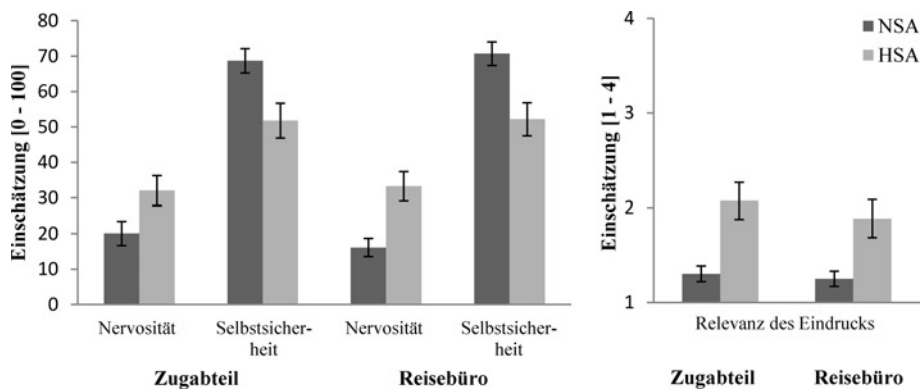 Einschätzung [0 - 100]
80
70
60
50
40
30
20
10
0
Nervosität
Selbstsicher-
heit
Nervosität
Selbstsicher-
heit
Zugabteil
Reisebüro
Einschätzung [1 - 4]
4
3
2
1
NSA
HSA
Relevanz des Eindrucks
Zugabteil
Reisebüro